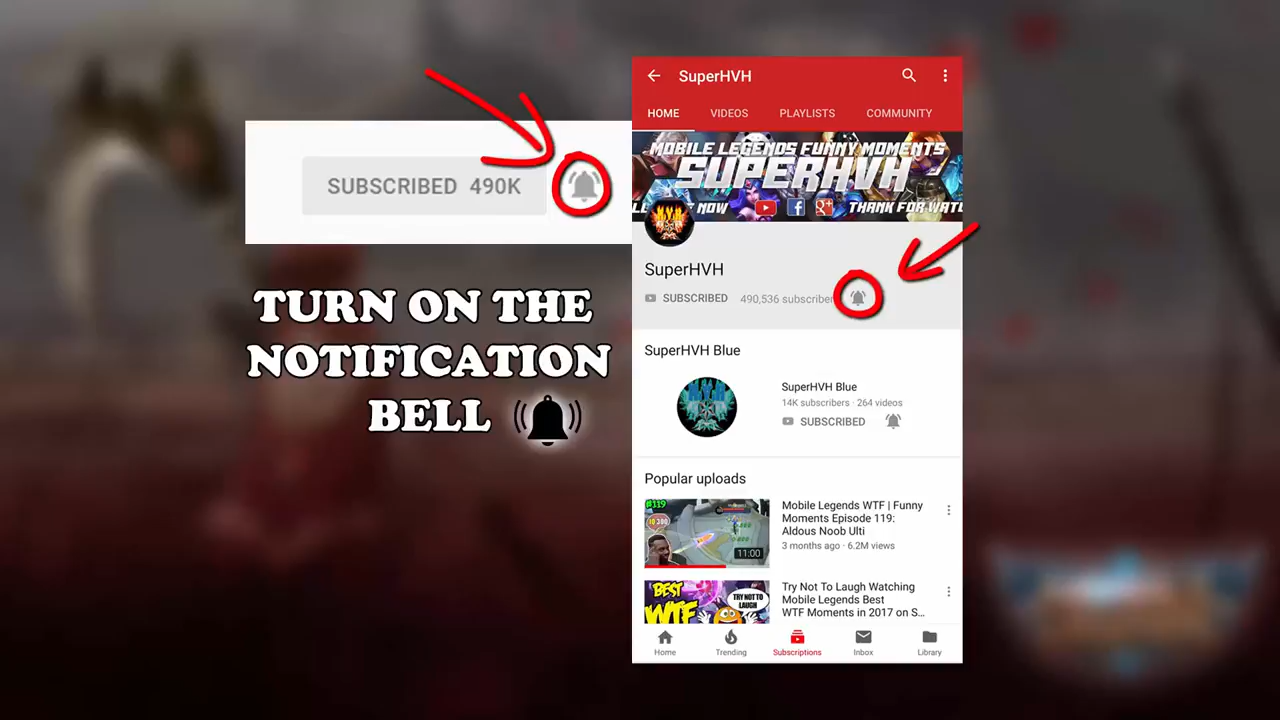 SUBSCRIBED 490K
TURN ON THE
NOTIFICATION
BELL
SuperHVH
HOME VIDEOS PLAYLISTS COMMUNITY
MOBILE LEGENDS FUNNY MOMENTS
SUPERHVH
NOW
THANK FOR WATC
SuperHVH
SUBSCRIBED 490,536 subscriber
SuperHVH Blue
SuperHVH Blue
14K subscribers · 264 videos
SUBSCRIBED
Popular uploads
#119
11:00
Mobile Legends WTF | Funny
Moments Episode 119:
Aldous Noob Ulti
3 months ago · 6.2M views
BEST
WTF
TRY NOT TO
LAUGH
Try Not To Laugh Watching
Mobile Legends Best
WTF Moments in 2017 on S...
Home Trending Subscriptions Inbox Library